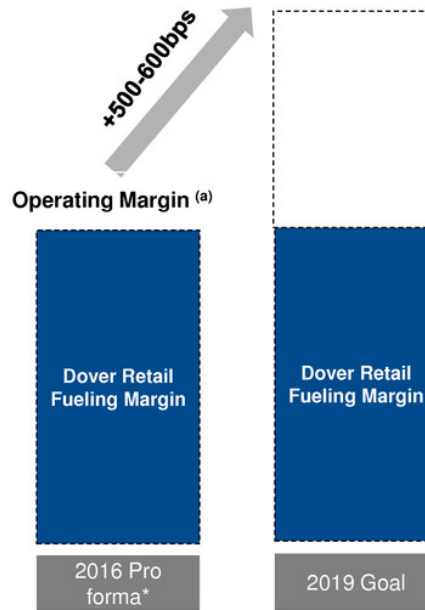 +500-600bps
Operating Margin (a)
Dover Retail
Fueling Margin
Dover Retail
Fueling Margin
2016 Pro
forma*
2019 Goal